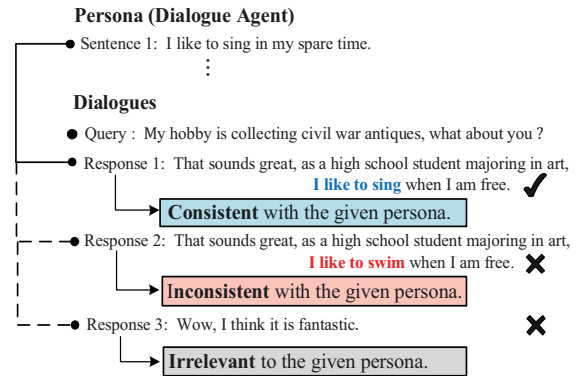 Persona (Dialogue Agent)
Sentence 1: I like to sing in my spare time.
⋮
Dialogues
Query : My hobby is collecting civil war antiques, what about you ?
Response 1: That sounds great, as a high school student majoring in art,
I like to sing when I am free.
Consistent with the given persona.
Response 2: That sounds great, as a high school student majoring in art,
I like to swim when I am free.
Inconsistent with the given persona.
Response 3: Wow, I think it is fantastic.
Irrelevant to the given persona.